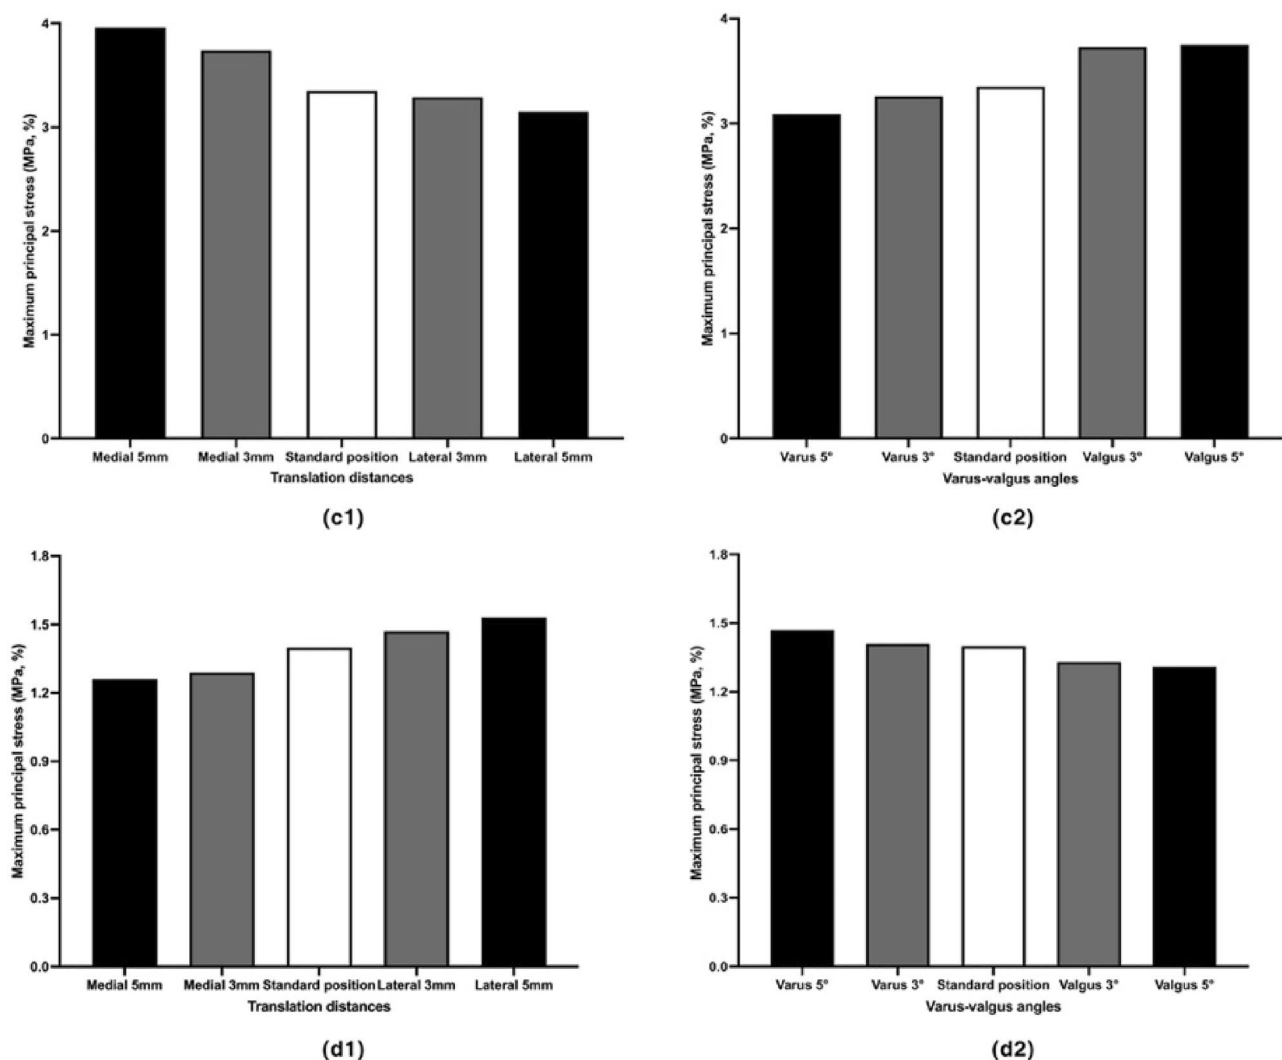 Maximum principal stress (MPa, %)
4
3
2
1
0
Medial 5mm Medial 3mm Standard position Lateral 3mm Lateral 5mm
Translation distances
(c1)
Maximum principal stress (MPa, %)
4
3
2
1
0
Varus 5° Varus 3° Standard position Valgus 3° Valgus 5°
Varus-valgus angles
(c2)
Maximum principal stress (MPa, %)
1.8
1.5
1.2
0.9
0.6
0.3
0.0
Medial 5mm Medial 3mm Standard position Lateral 3mm Lateral 5mm
Translation distances
(d1)
Maximum principal stress (MPa, %)
1.8
1.5
1.2
0.9
0.6
0.3
0.0
Varus 5° Varus 3° Standard position Valgus 3° Valgus 5°
Varus-valgus angles
(d2)